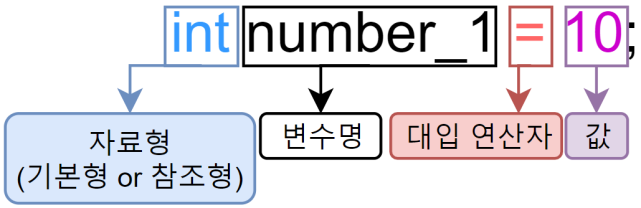 int number_1 = 10;
자료형
(기본형 or 참조형)
변수명
대입 연산자
값